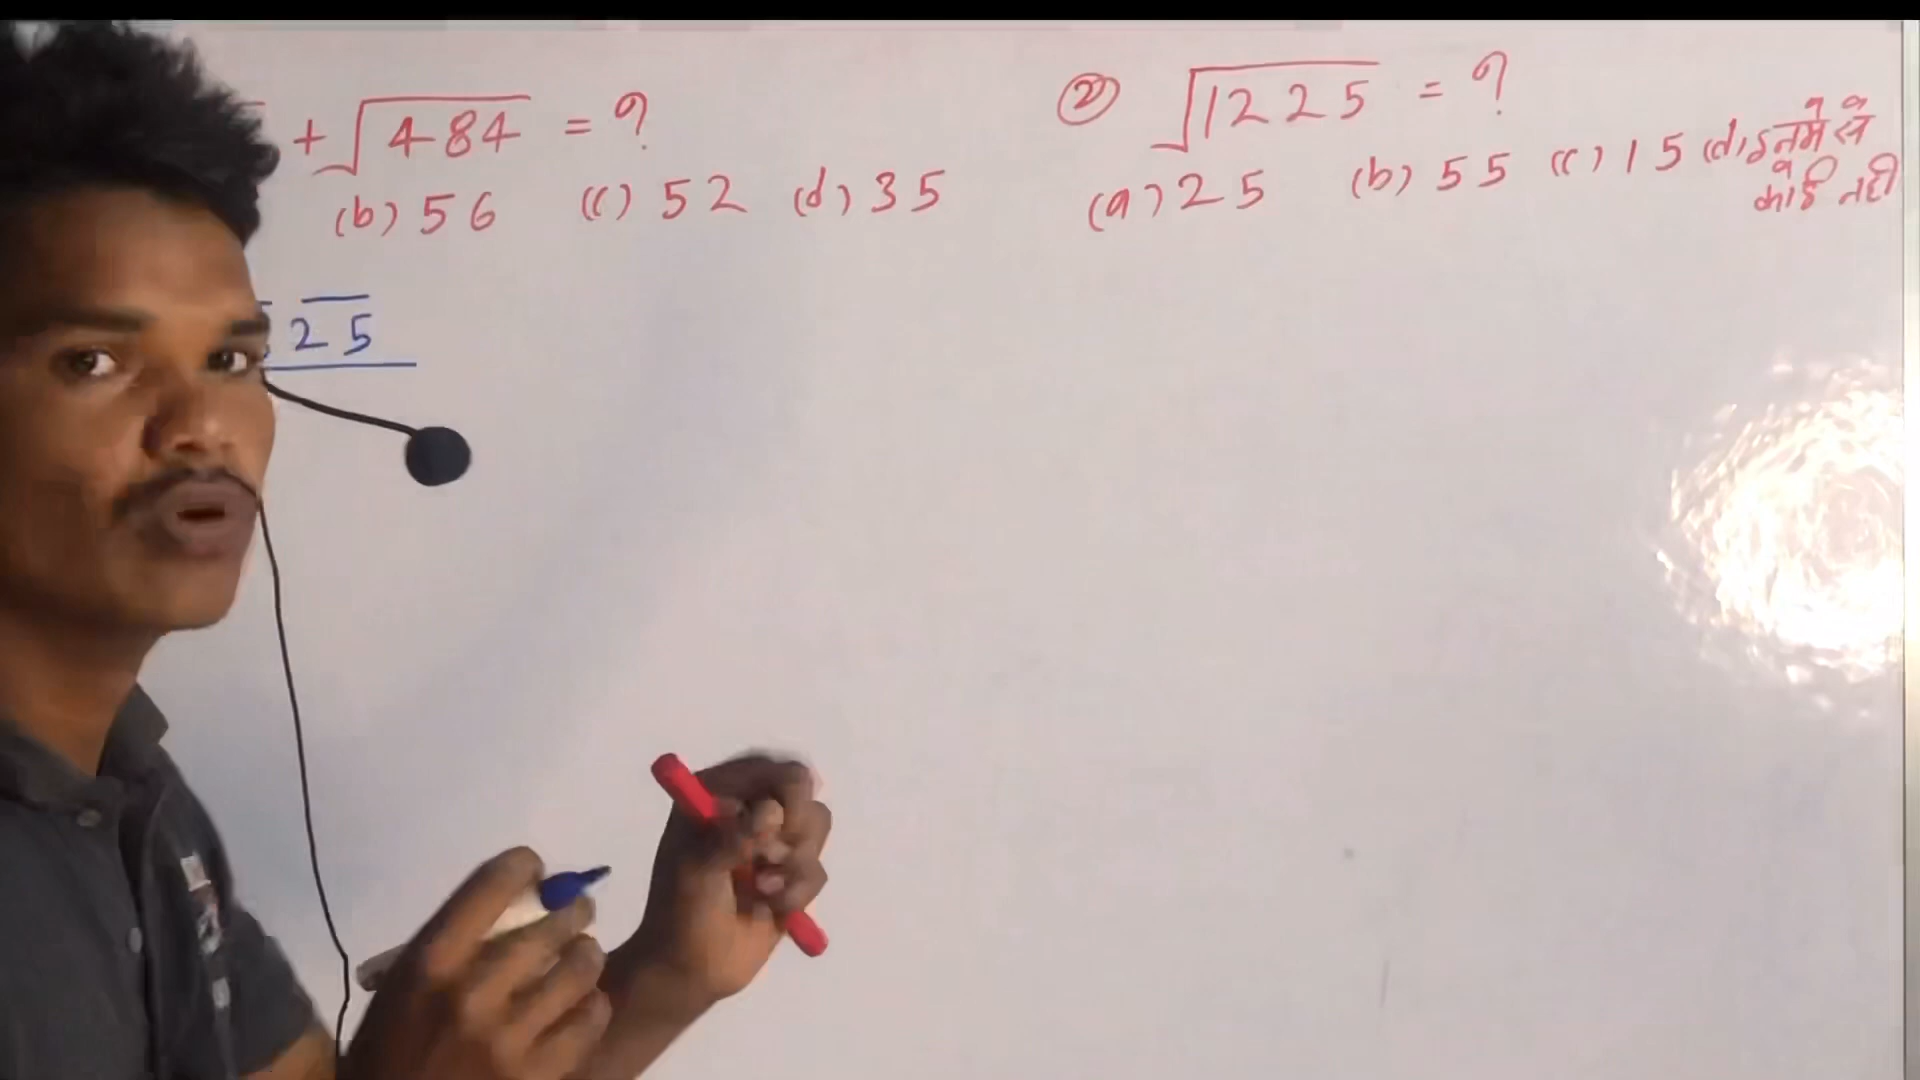 +√484 = ?
(b) 56 (c) 52 (d) 35
25
② √1225 = ?
(a) 25 (b) 55 (c) 15 (d) इनमें से
कोई नही